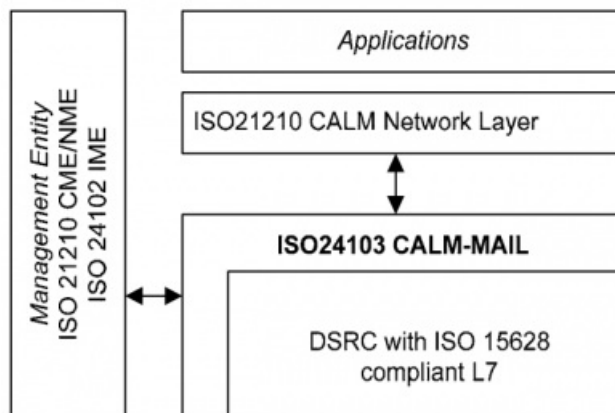 Management Entity
ISO 21210 CME/NME
ISO 24102 IME
Applications
ISO21210 CALM Network Layer
ISO24103 CALM-MAIL
DSRC with ISO 15628
compliant L7